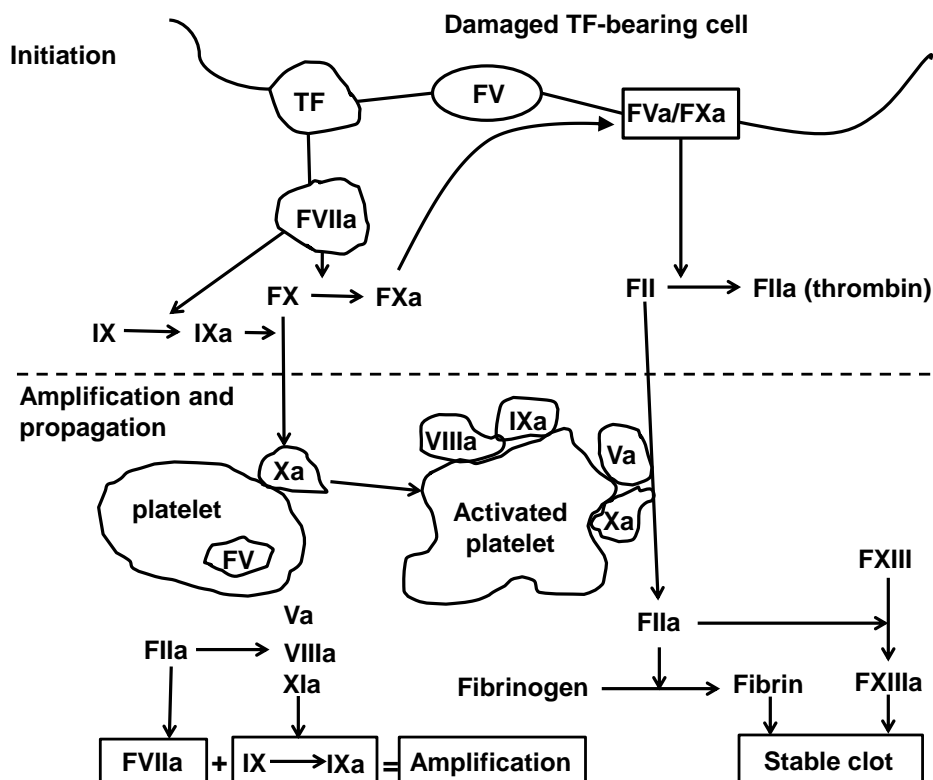 Damaged TF-bearing cell
Initiation
TF
FV
FVa/FXa
FVIIa
FX
FXa
FII
FIIa (thrombin)
IX
IXa
Amplification and
propagation
VIIIa
IXa
Va
Xa
platelet
FV
Activated
platelet
Xa
FXIII
Va
FIIa
VIIIa
XIa
FIIa
Fibrinogen
Fibrin
FXIIIa
FVIIa + IX IXa = Amplification
Stable clot